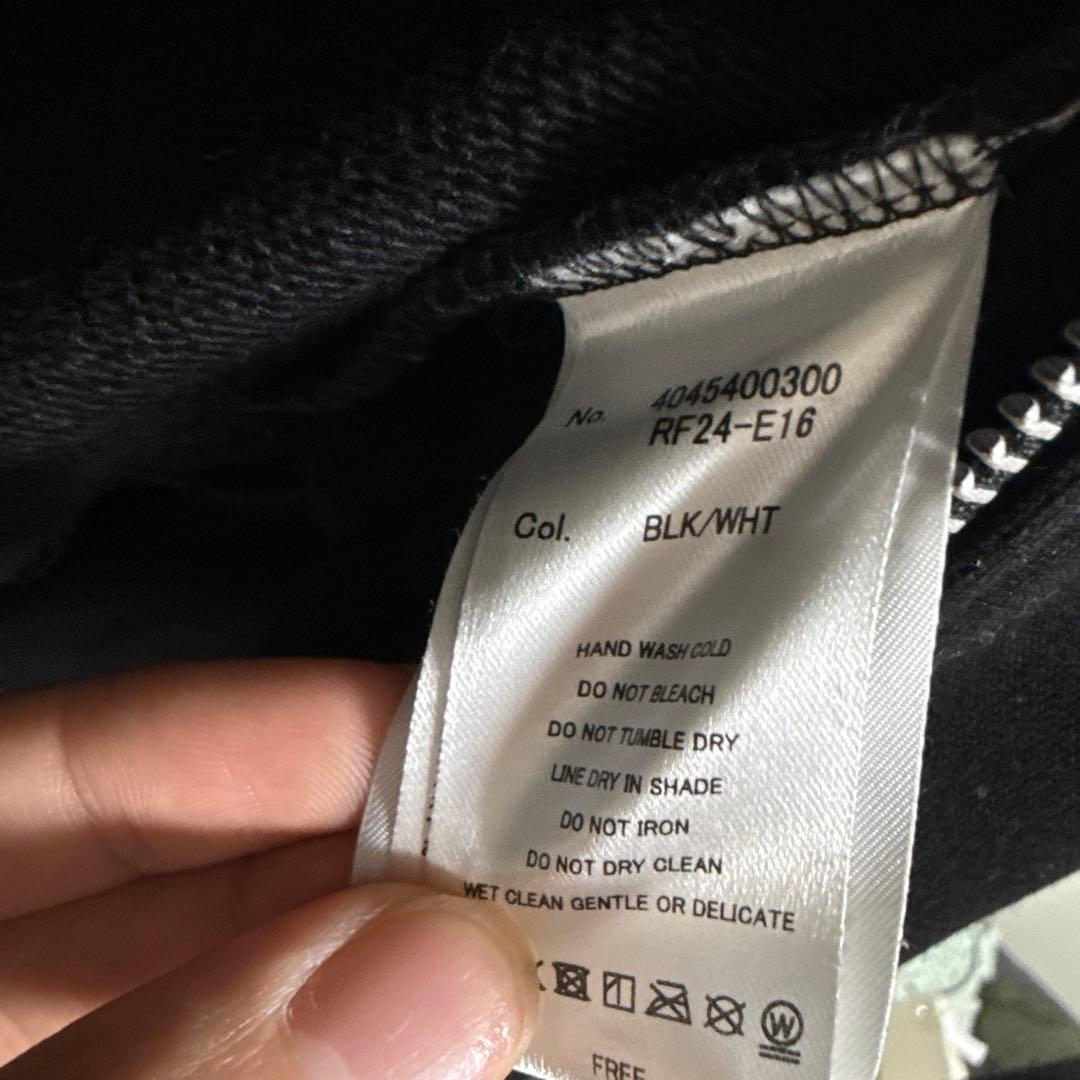 No. 4045400300
RF24-E16
Col. BLK/WHT
HAND WASH COLD
DO NOT BLEACH
DO NOT TUMBLE DRY
LINE DRY IN SHADE
DO NOT IRON
DO NOT DRY CLEAN
WET CLEAN GENTLE OR DELICATE
W
FREE